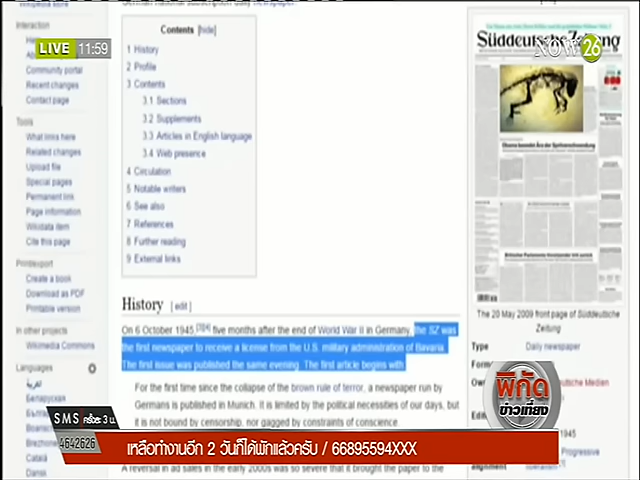 Interaction
LIVE 11:59
Community portal
Recent changes
Contact page
Tools
What links here
Related changes
Upload file
Special pages
Permanent link
Page information
Wikidata item
Cite this page
Print/export
Create a book
Download as PDF
Printable version
In other projects
Wikimedia Commons
Languages
العربية
Беларуская
Català
Dansk
Contents [hide]
1 History
2 Profile
3 Contents
3.1 Sections
3.2 Supplements
3.3 Articles in English language
3.4 Web presence
4 Circulation
5 Notable writers
6 See also
7 References
8 Further reading
9 External links
History [edit]
On 6 October 1945,[3][4] five months after the end of World War II in Germany, the SZ was
the first newspaper to receive a license from the U.S. military administration of Bavaria.
The first issue was published the same evening. The first article begins with:
For the first time since the collapse of the brown rule of terror, a newspaper run by
Germans is published in Munich. It is limited by the political necessities of our days, but
it is not bound by censorship, nor gagged by constraints of conscience.
A reversal in ad sales in the early 2000s was so severe that it brought the paper to the
Süddeutsche Zeitung
NOW 26
The 20 May 2009 front page of Süddeutsche
Zeitung
Type Daily newspaper
1945
Progressive
พิกัด
ข่าวเที่ยง
SMS ครั้งละ 3 บ.
4642626
เหลือทำงานอีก 2 วันก็ได้พักแล้วครับ / 66895594XXX